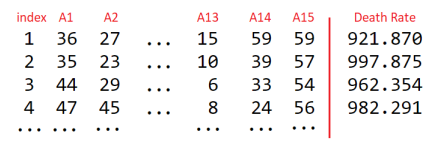 index A1 A2 A13 A14 A15 Death Rate
1 36 27 ... 15 59 59 921.870
2 35 23 ... 10 39 57 997.875
3 44 29 ... 6 33 54 962.354
4 47 45 ... 8 24 56 982.291
... ... ... ... ... ... ... ...